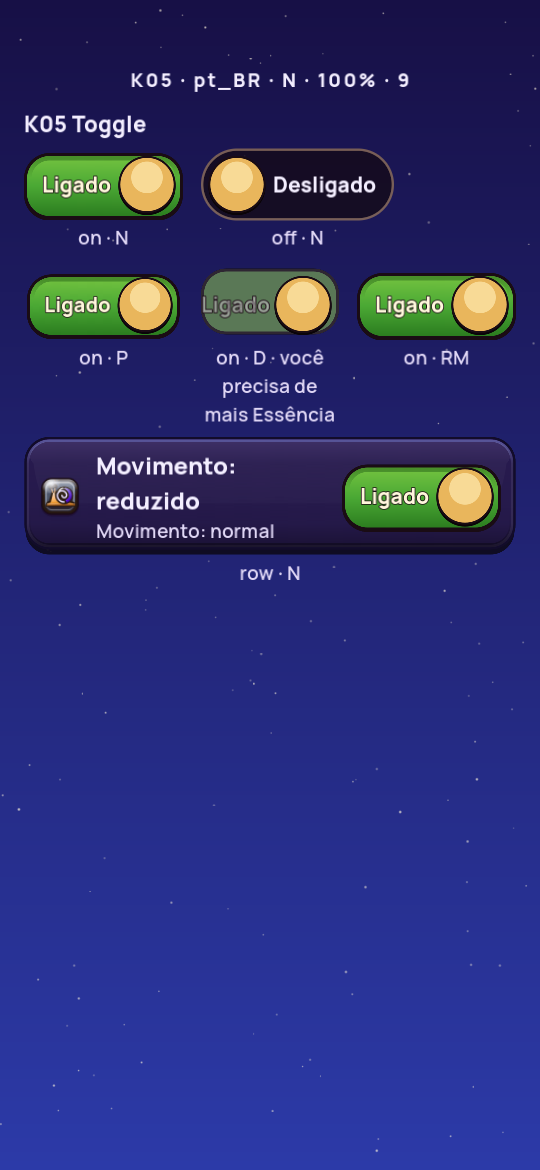 K05 · pt_BR · N · 100% · 9
K05 Toggle
Ligado
Desligado
on · N
off · N
Ligado
Ligado
Ligado
on · P
on · D · você
precisa de
mais Essência
on · RM
Movimento:
reduzido
Movimento: normal
Ligado
row · N